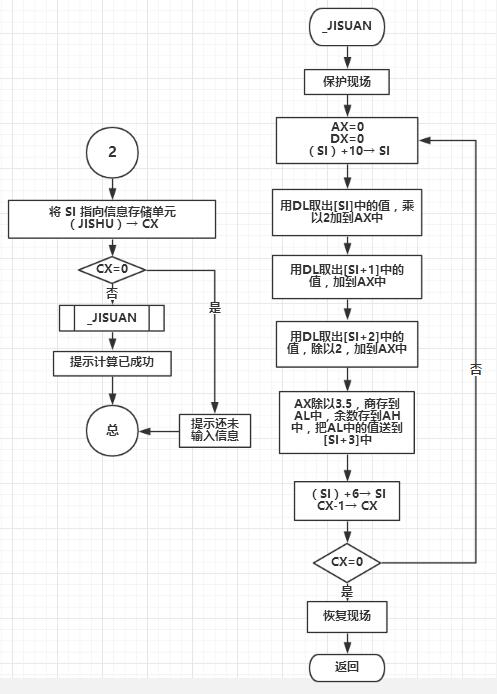 2
将 SI 指向信息存储单元
（JISHU）→ CX
CX=0
否
是
_JISUAN
提示计算已成功
总
提示还未
输入信息
_JISUAN
保护现场
AX=0
DX=0
（SI）+10→ SI
用DL取出[SI]中的值，乘
以2加到AX中
用DL取出[SI+1]中的
值，加到AX中
用DL取出[SI+2]中的
值，除以2，加到AX中
AX除以3.5，商存到
AL中，余数存到AH
中，把AL中的值送到
[SI+3]中
（SI）+6→ SI
CX-1→ CX
CX=0
否
是
恢复现场
返回